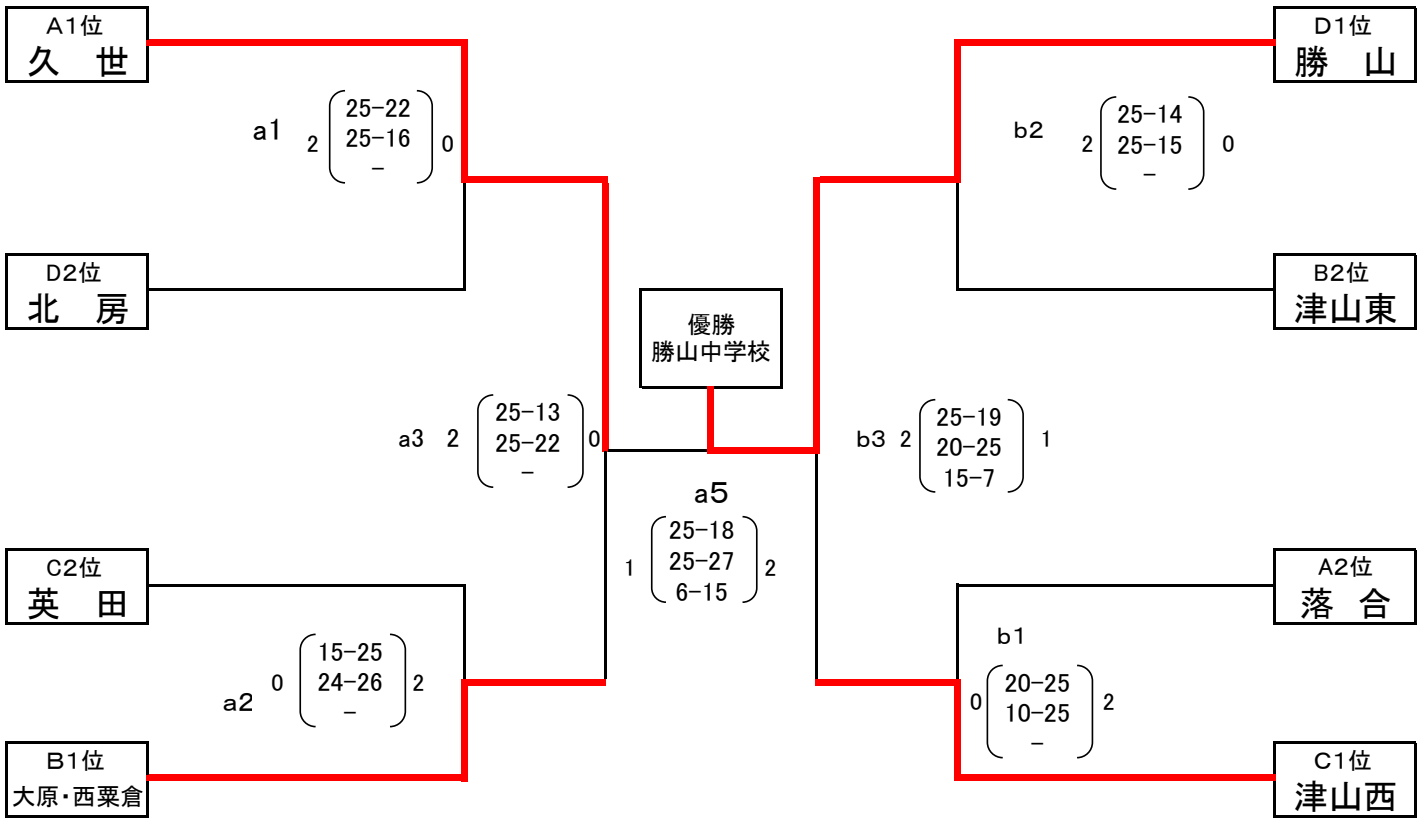 A1位
久　世
D1位
勝　山
a1
2
25-22
25-16
-
0
b2
2
25-14
25-15
-
0
D2位
北　房
B2位
津山東
優勝
勝山中学校
a3
2
25-13
25-22
-
0
b3
2
25-19
20-25
15-7
1
a5
1
25-18
25-27
6-15
2
C2位
英　田
A2位
落　合
a2
0
15-25
24-26
-
2
b1
0
20-25
10-25
-
2
B1位
大原・西粟倉
C1位
津山西